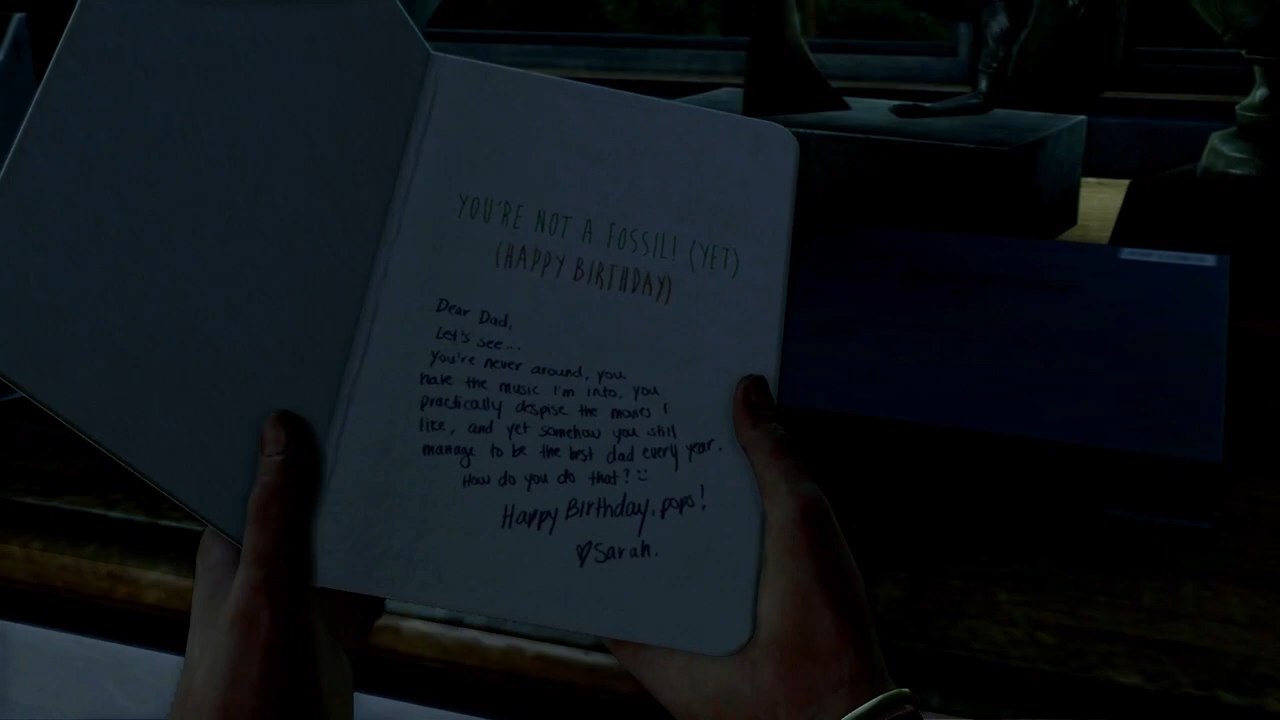 YOU'RE NOT A FOSSIL! (YET)
(HAPPY BIRTHDAY)
Dear Dad,
Let's see...
You're never around, you
hate the music I'm into, you
practically despise the movies I
like, and yet somehow you still
manage to be the best dad every year.
How do you do that? :)
Happy Birthday, pops!
♥Sarah.